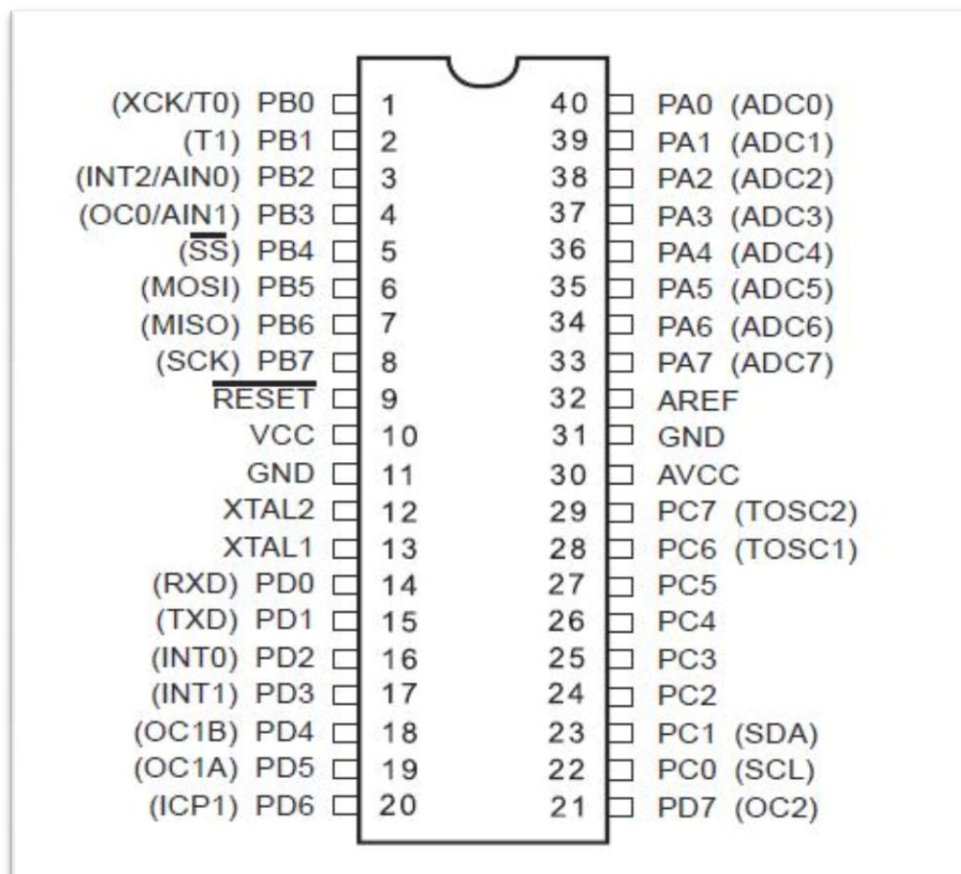 (XCK/T0) PB0 1 40 PA0 (ADC0)
(T1) PB1 2 39 PA1 (ADC1)
(INT2/AIN0) PB2 3 38 PA2 (ADC2)
(OC0/AIN1) PB3 4 37 PA3 (ADC3)
(SS) PB4 5 36 PA4 (ADC4)
(MOSI) PB5 6 35 PA5 (ADC5)
(MISO) PB6 7 34 PA6 (ADC6)
(SCK) PB7 8 33 PA7 (ADC7)
RESET 9 32 AREF
VCC 10 31 GND
GND 11 30 AVCC
XTAL2 12 29 PC7 (TOSC2)
XTAL1 13 28 PC6 (TOSC1)
(RXD) PD0 14 27 PC5
(TXD) PD1 15 26 PC4
(INT0) PD2 16 25 PC3
(INT1) PD3 17 24 PC2
(OC1B) PD4 18 23 PC1 (SDA)
(OC1A) PD5 19 22 PC0 (SCL)
(ICP1) PD6 20 21 PD7 (OC2)